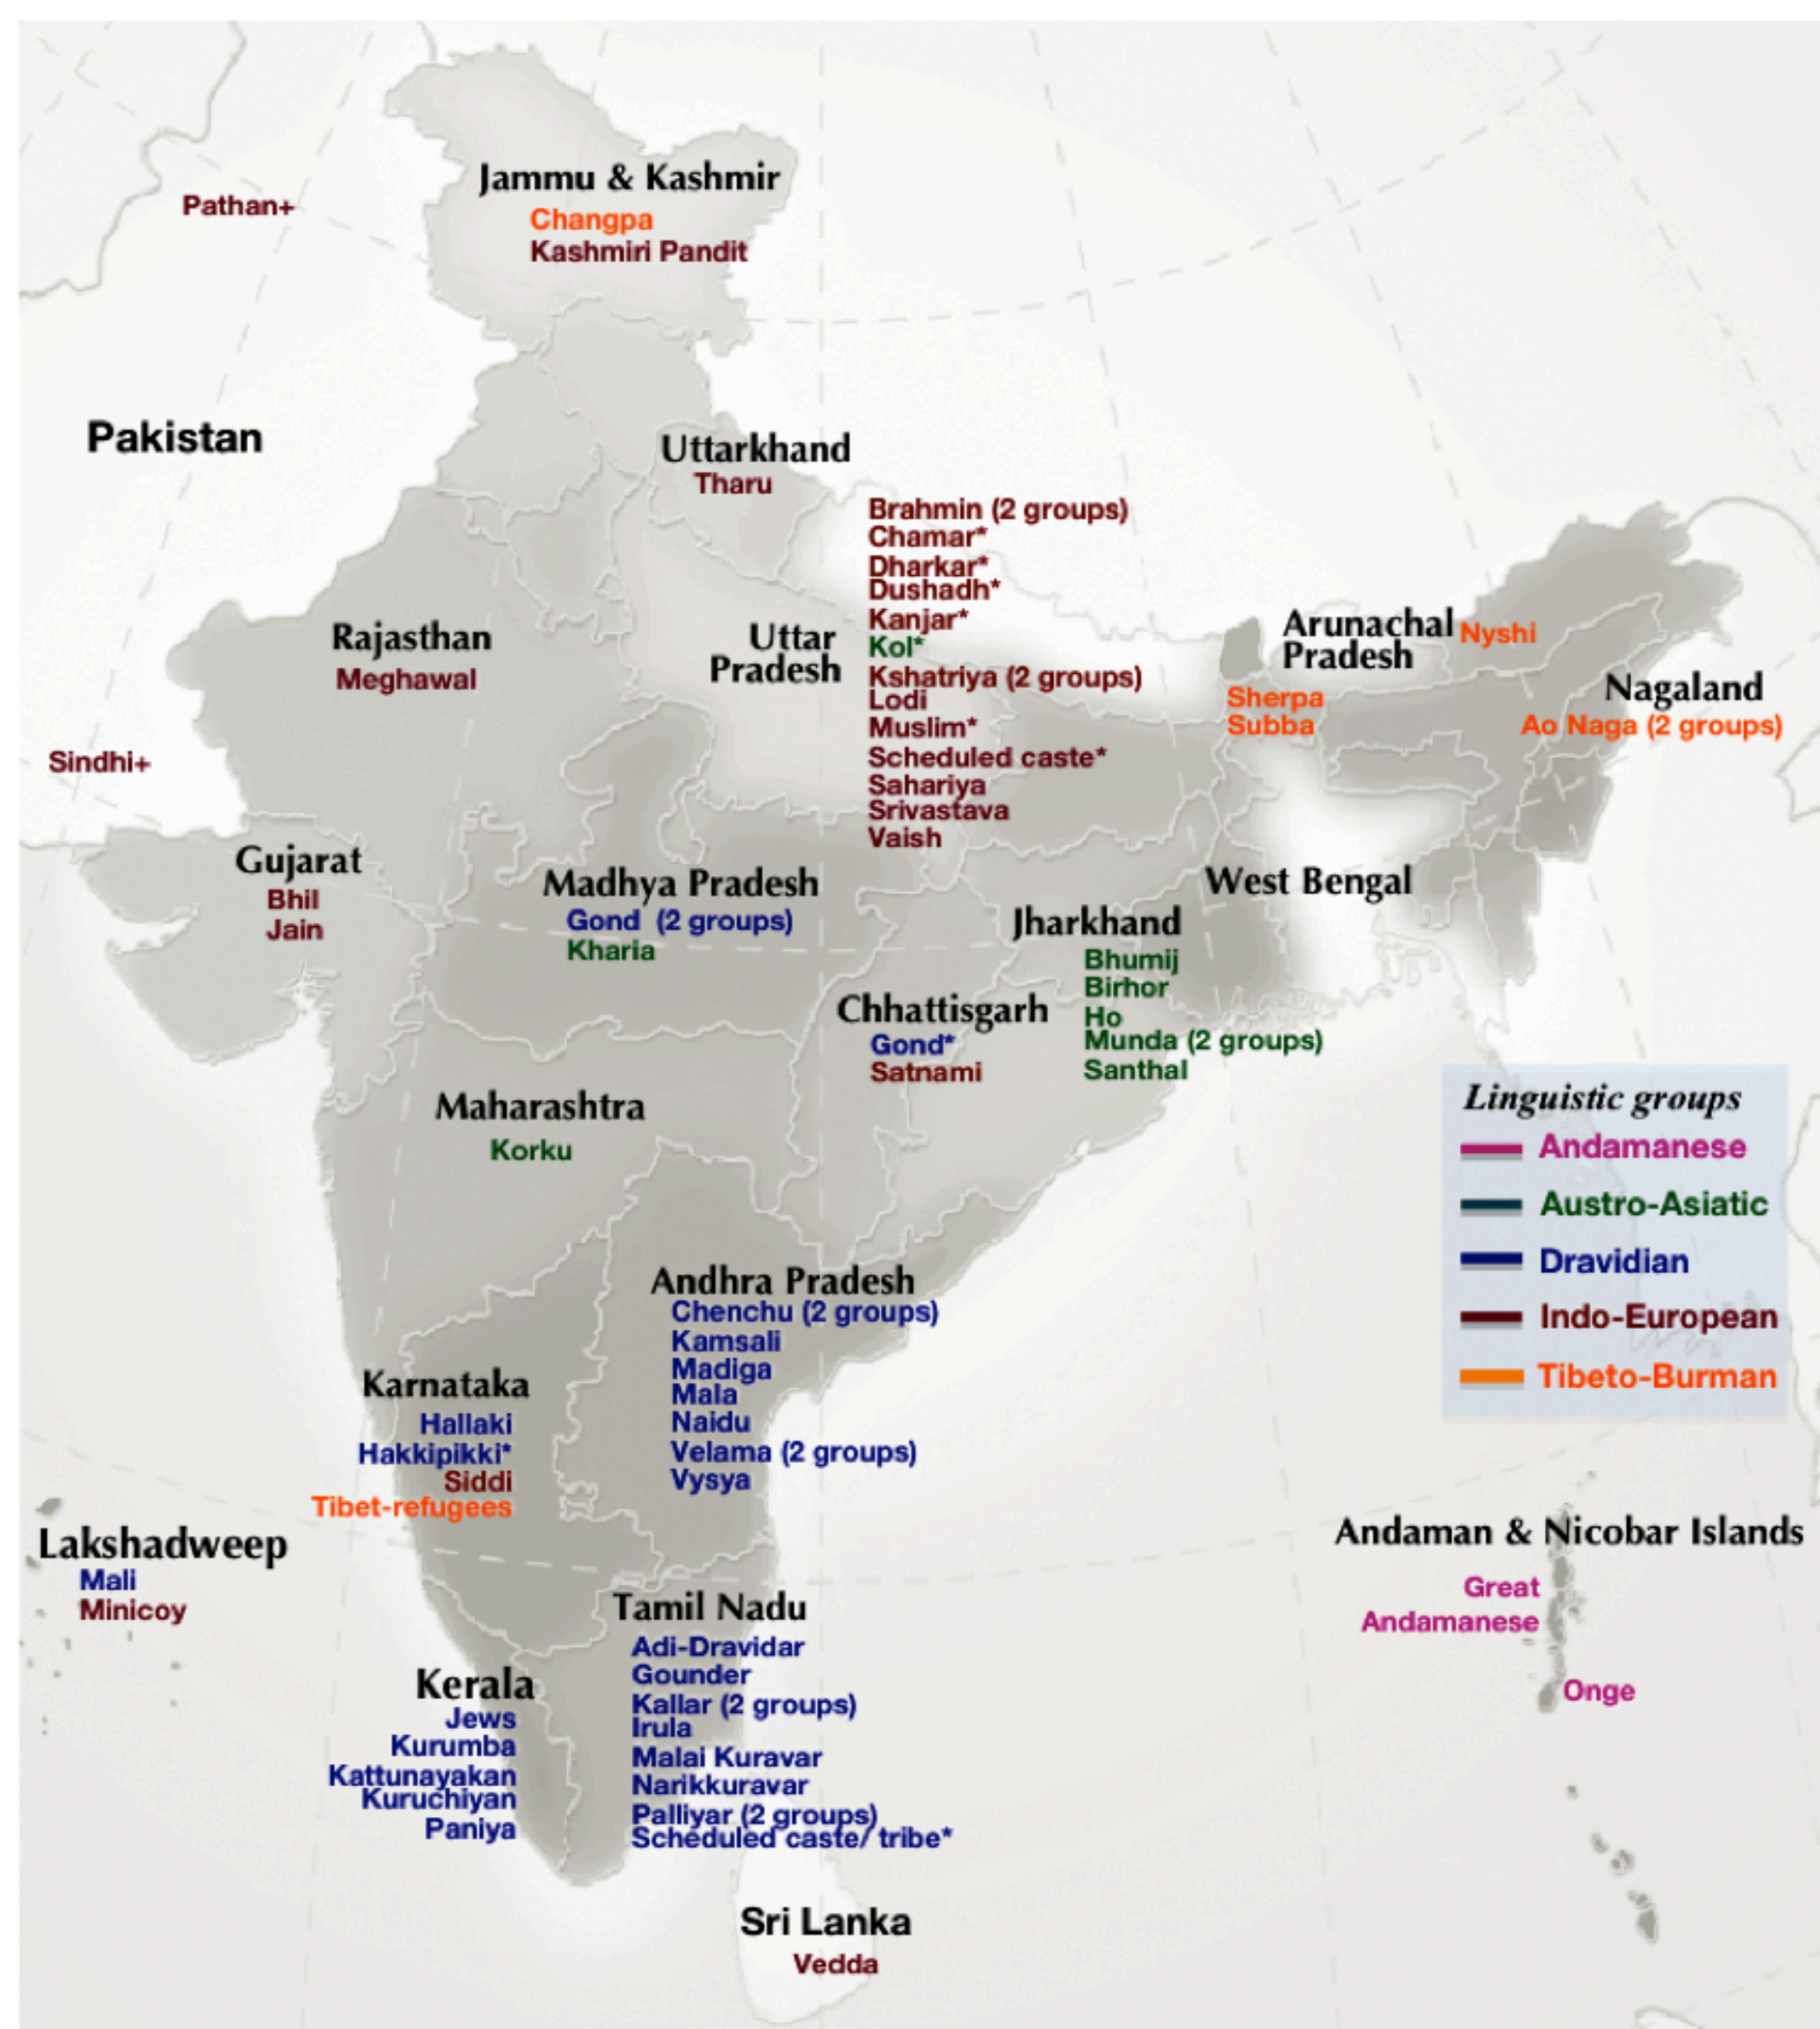 Jammu & Kashmir
Changpa
Kashmiri Pandit
Pathan+
Pakistan
Uttarkhand
Tharu
Brahmin (2 groups)
Chamar*
Dharkar*
Dushadh*
Kanjar*
Kol*
Kshatriya (2 groups)
Lodi
Muslim*
Scheduled caste*
Sahariya
Srivastava
Vaish
Uttar
Pradesh
Rajasthan
Meghawal
Sindhi+
Arunachal
Pradesh
Nyshi
Sherpa
Subba
Nagaland
Ao Naga (2 groups)
Gujarat
Bhil
Jain
Madhya Pradesh
Gond (2 groups)
Kharia
West Bengal
Jharkhand
Bhumij
Birhor
Ho
Munda (2 groups)
Santhal
Chhattisgarh
Gond*
Satnami
Maharashtra
Korku
Linguistic groups
Andamanese
Austro-Asiatic
Dravidian
Indo-European
Tibeto-Burman
Andhra Pradesh
Chenchu (2 groups)
Kamsali
Madiga
Mala
Naidu
Velama (2 groups)
Vysya
Karnataka
Hallaki
Hakkipikki*
Siddi
Tibet-refugees
Lakshadweep
Mali
Minicoy
Andaman & Nicobar Islands
Great
Andamanese
Onge
Tamil Nadu
Adi-Dravidar
Gounder
Kallar (2 groups)
Irula
Malai Kuravar
Narikkuravar
Palliyar (2 groups)
Scheduled caste/ tribe*
Kerala
Jews
Kurumba
Kattunayakan
Kuruchiyan
Paniya
Sri Lanka
Vedda